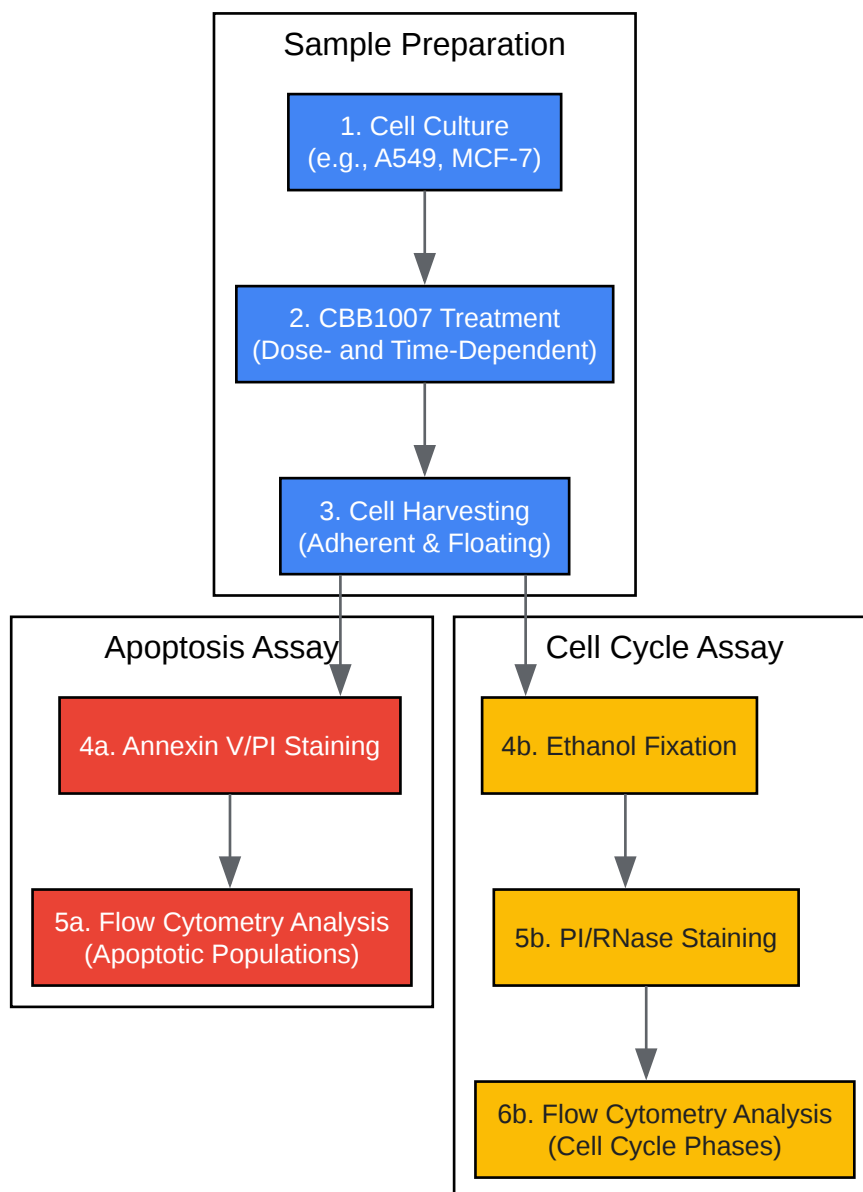 Sample Preparation
1. Cell Culture
(e.g., A549, MCF-7)
2. CBB1007 Treatment
(Dose- and Time-Dependent)
3. Cell Harvesting
(Adherent & Floating)
Apoptosis Assay
4a. Annexin V/PI Staining
5a. Flow Cytometry Analysis
(Apoptotic Populations)
Cell Cycle Assay
4b. Ethanol Fixation
5b. PI/RNase Staining
6b. Flow Cytometry Analysis
(Cell Cycle Phases)